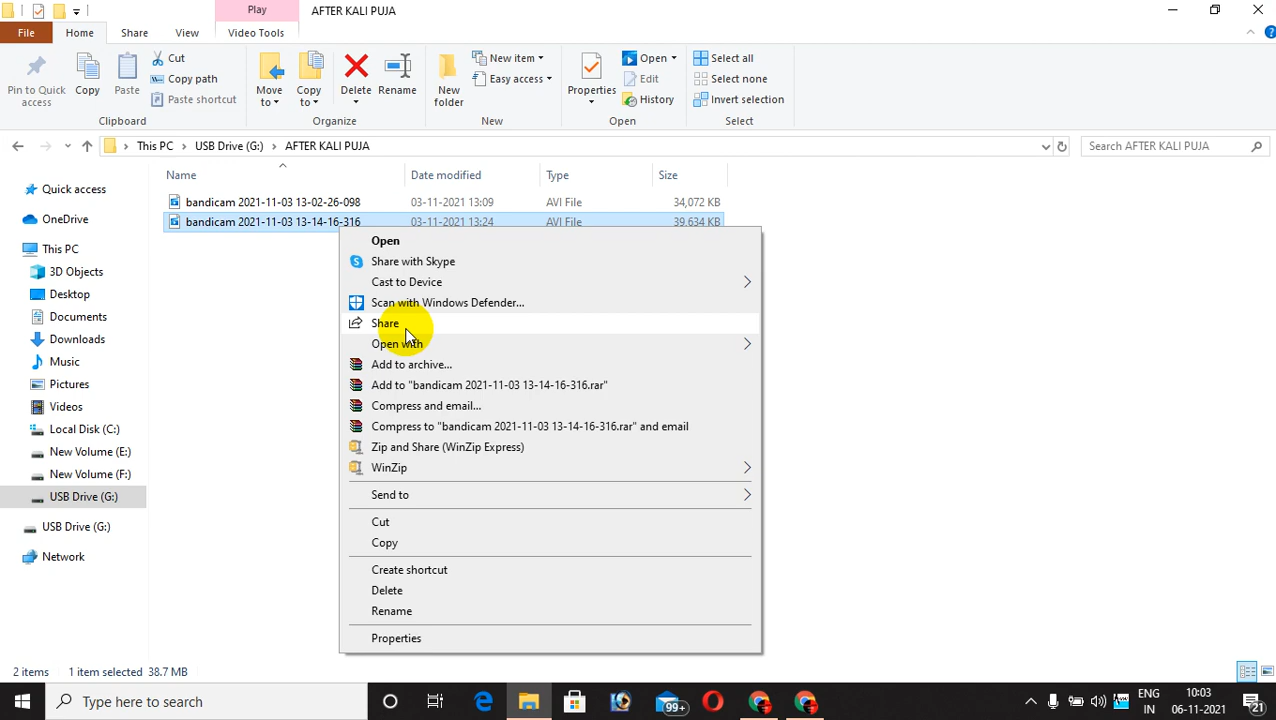 Play
AFTER KALI PUJA
File
Home
Share
View
Video Tools
Pin to Quick access
Copy
Paste
Cut
Copy path
Paste shortcut
Clipboard
Move to
Copy to
Delete
Rename
Organize
New folder
New item
Easy access
New
Properties
Open
Edit
History
Open
Select all
Select none
Invert selection
Select
This PC > USB Drive (G:) > AFTER KALI PUJA
Search AFTER KALI PUJA
Name Date modified Type Size
bandicam 2021-11-03 13-02-26-098 03-11-2021 13:09 AVI File 34,072 KB
bandicam 2021-11-03 13-14-16-316 03-11-2021 13:24 AVI File 39,634 KB
Quick access
OneDrive
This PC
3D Objects
Desktop
Documents
Downloads
Music
Pictures
Videos
Local Disk (C:)
New Volume (E:)
New Volume (F:)
USB Drive (G:)
USB Drive (G:)
Network
Open
Share with Skype
Cast to Device
Scan with Windows Defender...
Share
Open with
Add to archive...
Add to "bandicam 2021-11-03 13-14-16-316.rar"
Compress and email...
Compress to "bandicam 2021-11-03 13-14-16-316.rar" and email
Zip and Share (WinZip Express)
WinZip
Send to
Cut
Copy
Create shortcut
Delete
Rename
Properties
2 items 1 item selected 38.7 MB
Type here to search
99+
ENG
IN
10:03
06-11-2021
21